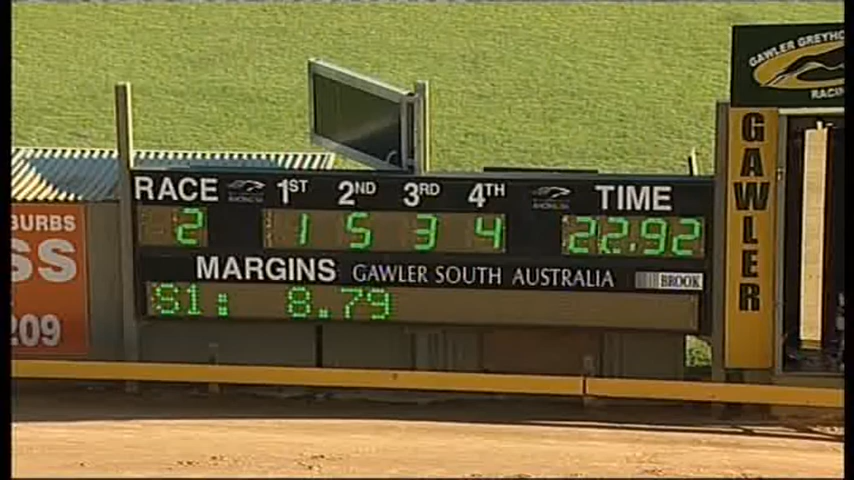 GAWLER GREYHO
RACIN
GAWLER
RACE 1ST 2ND 3RD 4TH TIME
2 1 5 3 4 22.92
MARGINS GAWLER SOUTH AUSTRALIA BROOK
S1: 8.79
BURBS
SS
209